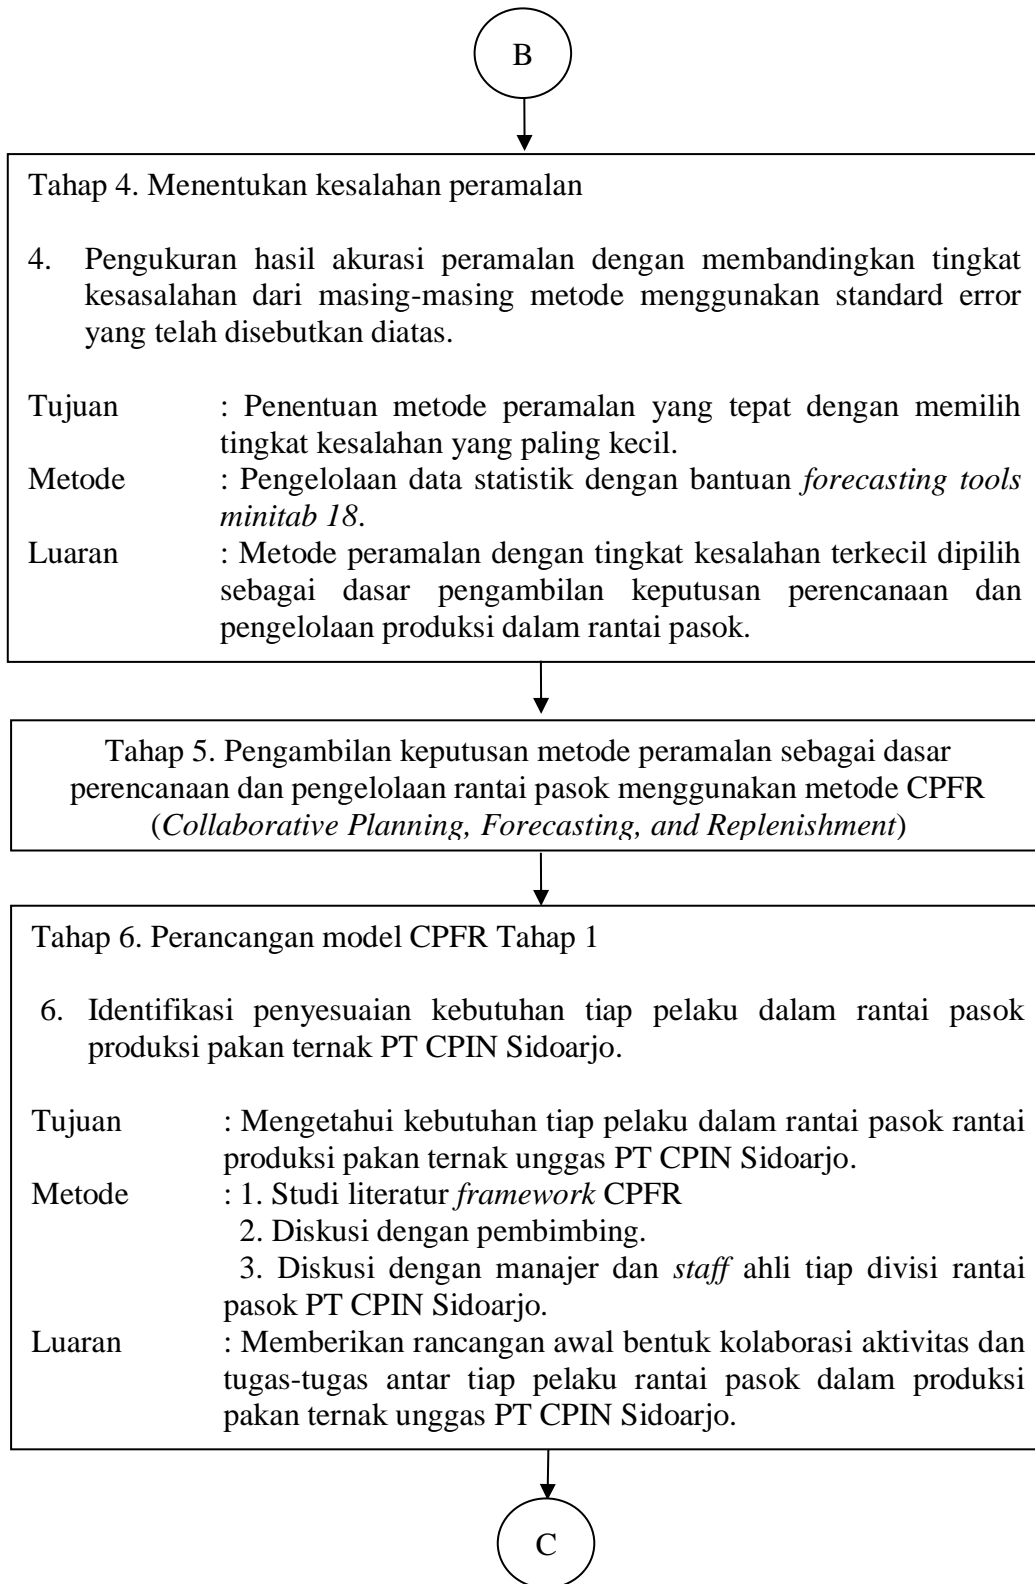 B
Tahap 4. Menentukan kesalahan peramalan
4. Pengukuran hasil akurasi peramalan dengan membandingkan tingkat
kesasalahan dari masing-masing metode menggunakan standard error
yang telah disebutkan diatas.
Tujuan : Penentuan metode peramalan yang tepat dengan memilih
tingkat kesalahan yang paling kecil.
Metode : Pengelolaan data statistik dengan bantuan forecasting tools
minitab 18.
Luaran : Metode peramalan dengan tingkat kesalahan terkecil dipilih
sebagai dasar pengambilan keputusan perencanaan dan
pengelolaan produksi dalam rantai pasok.
Tahap 5. Pengambilan keputusan metode peramalan sebagai dasar
perencanaan dan pengelolaan rantai pasok menggunakan metode CPFR
(Collaborative Planning, Forecasting, and Replenishment)
Tahap 6. Perancangan model CPFR Tahap 1
6. Identifikasi penyesuaian kebutuhan tiap pelaku dalam rantai pasok
produksi pakan ternak PT CPIN Sidoarjo.
Tujuan : Mengetahui kebutuhan tiap pelaku dalam rantai pasok rantai
produksi pakan ternak unggas PT CPIN Sidoarjo.
Metode : 1. Studi literatur framework CPFR
2. Diskusi dengan pembimbing.
3. Diskusi dengan manajer dan staff ahli tiap divisi rantai
pasok PT CPIN Sidoarjo.
Luaran : Memberikan rancangan awal bentuk kolaborasi aktivitas dan
tugas-tugas antar tiap pelaku rantai pasok dalam produksi
pakan ternak unggas PT CPIN Sidoarjo.
C